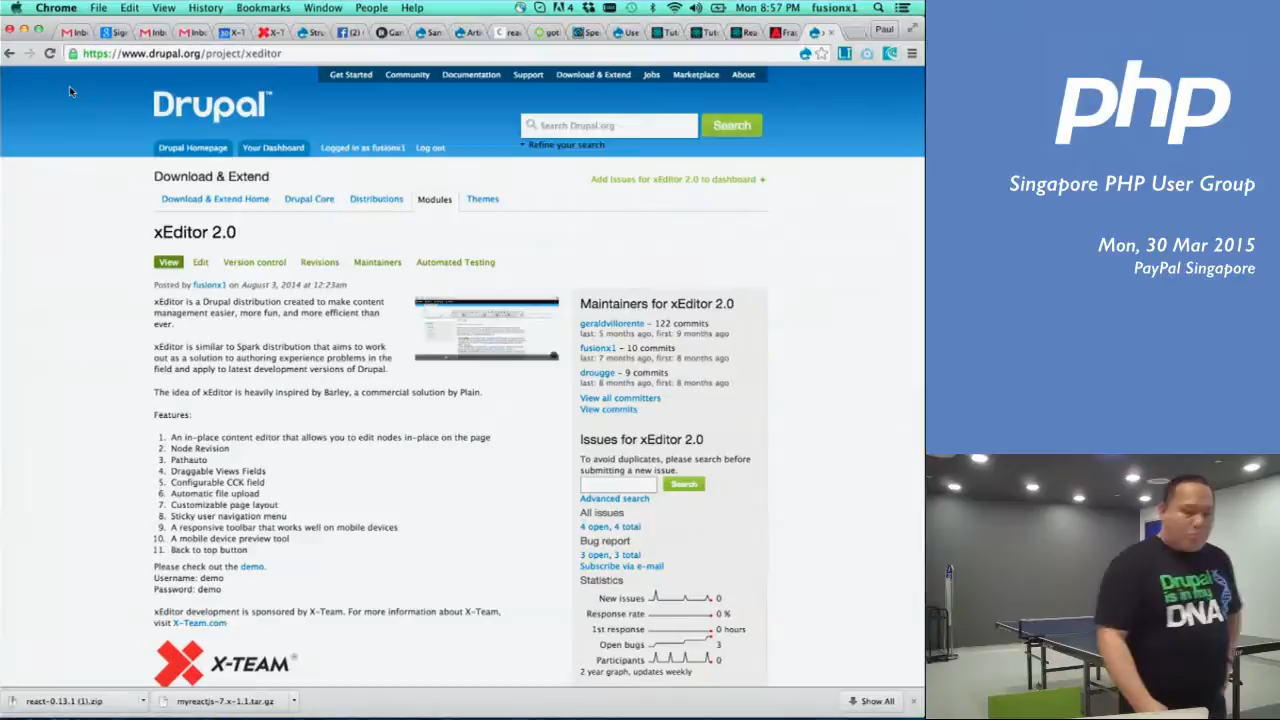 Chrome File Edit View History Bookmarks Window People Help
4
Mon 8:57 PM fusionx1
Paul
https://www.drupal.org/project/xeditor
Get Started Community Documentation Support Download & Extend Jobs Marketplace About
Drupal™
Search Drupal.org
Search
Refine your search
Drupal Homepage Your Dashboard Logged in as fusionx1 Log out
Download & Extend
Add Issues for xEditor 2.0 to dashboard +
Download & Extend Home Drupal Core Distributions Modules Themes
xEditor 2.0
View Edit Version control Revisions Maintainers Automated Testing
Posted by fusionx1 on August 3, 2014 at 12:23am
xEditor is a Drupal distribution created to make content
management easier, more fun, and more efficient than
ever.
xEditor is similar to Spark distribution that aims to work
out as a solution to authoring experience problems in the
field and apply to latest development versions of Drupal.
The idea of xEditor is heavily inspired by Barley, a commercial solution by Plain.
Features:
1. An in-place content editor that allows you to edit nodes in-place on the page
2. Node Revision
3. Pathauto
4. Draggable Views Fields
5. Configurable CCK field
6. Automatic file upload
7. Customizable page layout
8. Sticky user navigation menu
9. A responsive toolbar that works well on mobile devices
10. A mobile device preview tool
11. Back to top button
Please check out the demo.
Username: demo
Password: demo
xEditor development is sponsored by X-Team. For more information about X-Team,
visit X-Team.com
X-TEAM®
Maintainers for xEditor 2.0
geraldvillorente – 122 commits
last: 5 months ago, first: 9 months ago
fusionx1 – 10 commits
last: 7 months ago, first: 8 months ago
drougge – 9 commits
last: 8 months ago, first: 8 months ago
View all committers
View commits
Issues for xEditor 2.0
To avoid duplicates, please search before
submitting a new issue.
Search
Advanced search
All issues
4 open, 4 total
Bug report
3 open, 3 total
Subscribe via e-mail
Statistics
New issues 0
Response rate 0 %
1st response 0 hours
Open bugs 3
Participants 0
2 year graph, updates weekly
react-0.13.1 (1).zip
myreactjs-7.x-1.1.tar.gz
Show All
php
Singapore PHP User Group
Mon, 30 Mar 2015
PayPal Singapore
Drupal
is in my
DNA